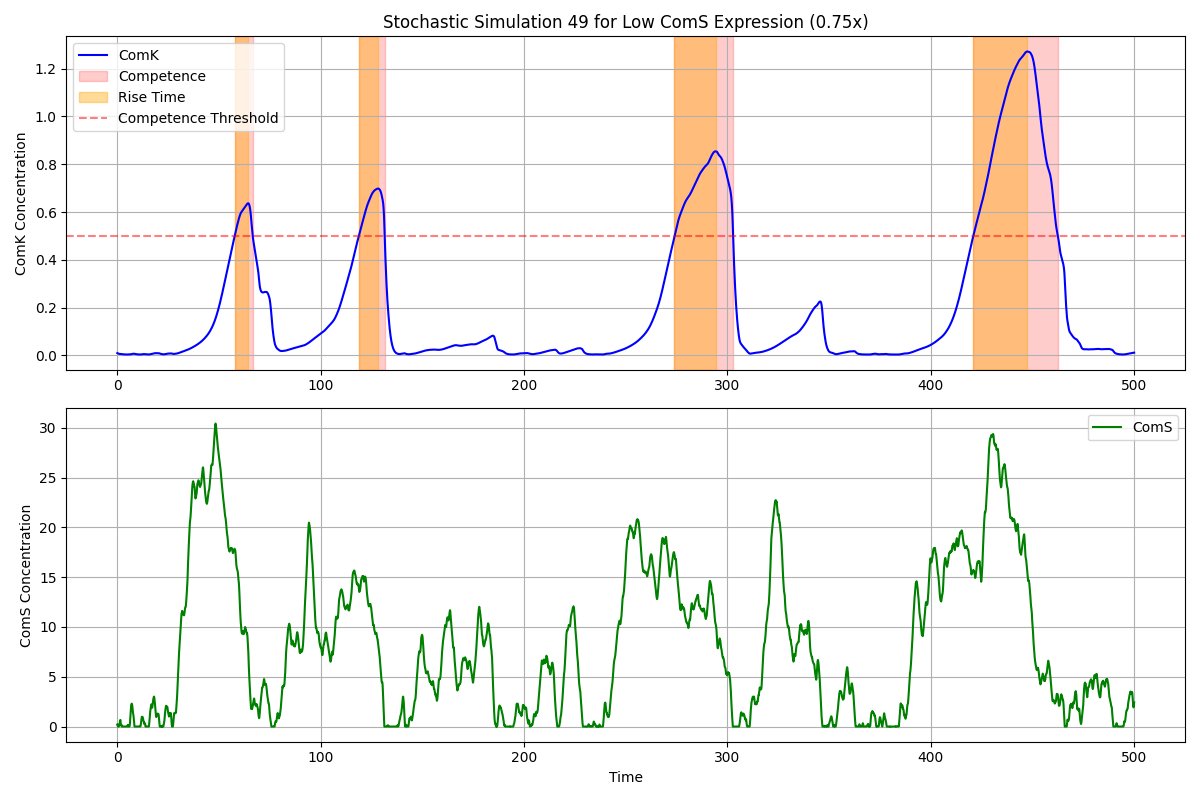 Stochastic Simulation 49 for Low ComS Expression (0.75x)
ComK Concentration
1.2
1.0
0.8
0.6
0.4
0.2
0.0
ComK
Competence
Rise Time
Competence Threshold
0 100 200 300 400 500
ComS Concentration
30
25
20
15
10
5
0
ComS
0 100 200 300 400 500
Time